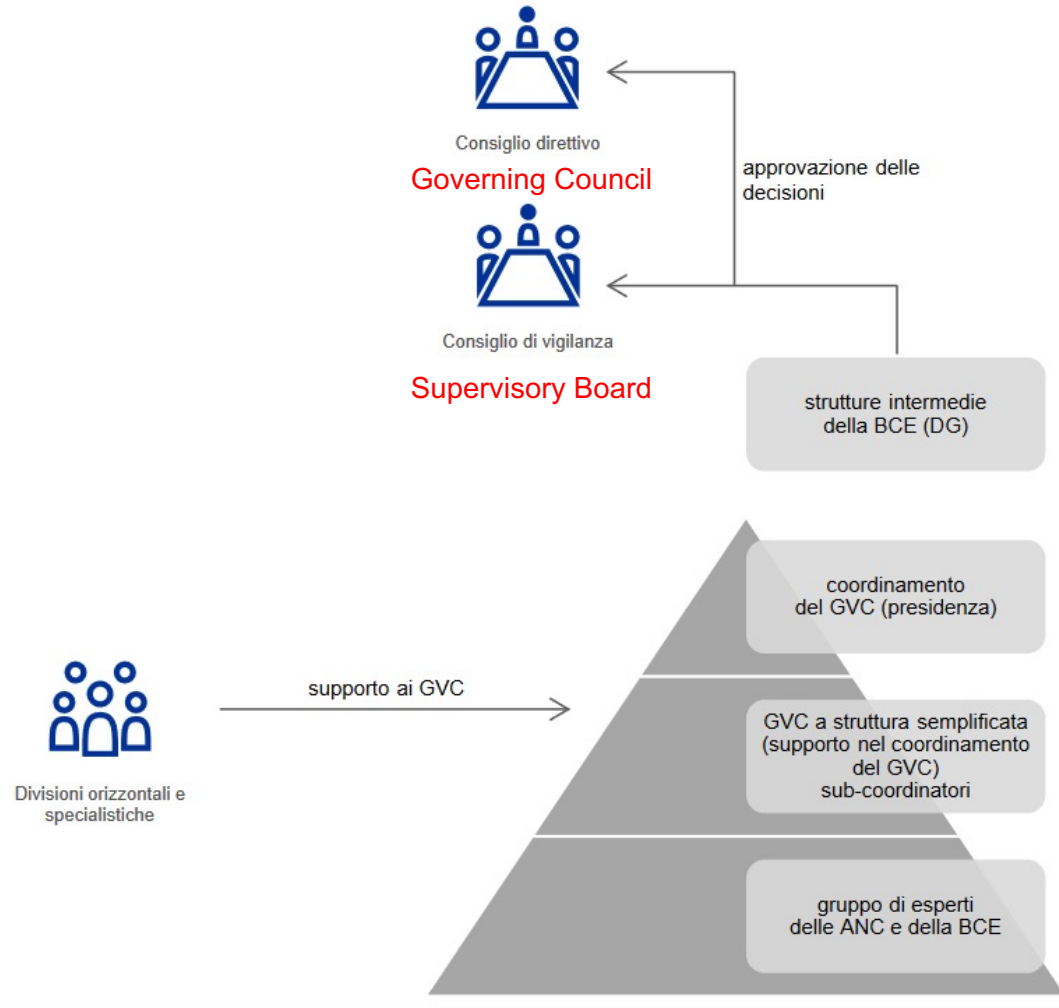 Consiglio direttivo
Governing Council
approvazione delle
decisioni
Consiglio di vigilanza
Supervisory Board
strutture intermedie
della BCE (DG)
coordinamento
del GVC (presidenza)
supporto ai GVC
GVC a struttura semplificata
(supporto nel coordinamento
del GVC)
sub-coordinatori
Divisioni orizzontali e
specialistiche
gruppo di esperti
delle ANC e della BCE